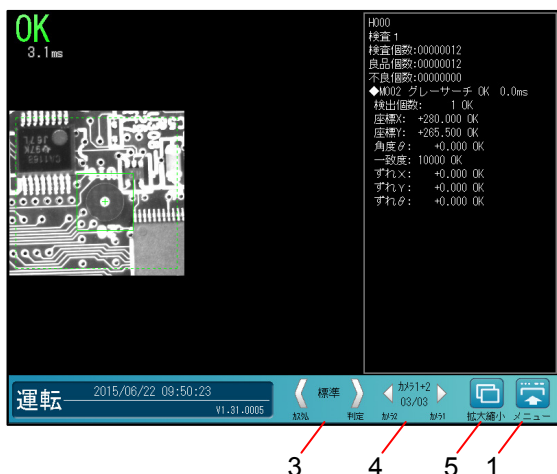 OK
3.1ms
H000
検査 1
検査個数:00000012
良品個数:00000012
不良個数:00000000
◆M002 グレーサーチ OK 0.0ms
検出個数: 1 OK
座標X: +280.000 OK
座標Y: +265.500 OK
角度θ: +0.000 OK
一致度: 10000 OK
ずれX: +0.000 OK
ずれY: +0.000 OK
ずれθ: +0.000 OK
運転
2015/06/22 09:50:23
V1.31.0005
標準
カスタム
判定
カメラ1+2
03/03
カメラ2
カメラ1
拡大縮小
メニュー
3
4
5
1